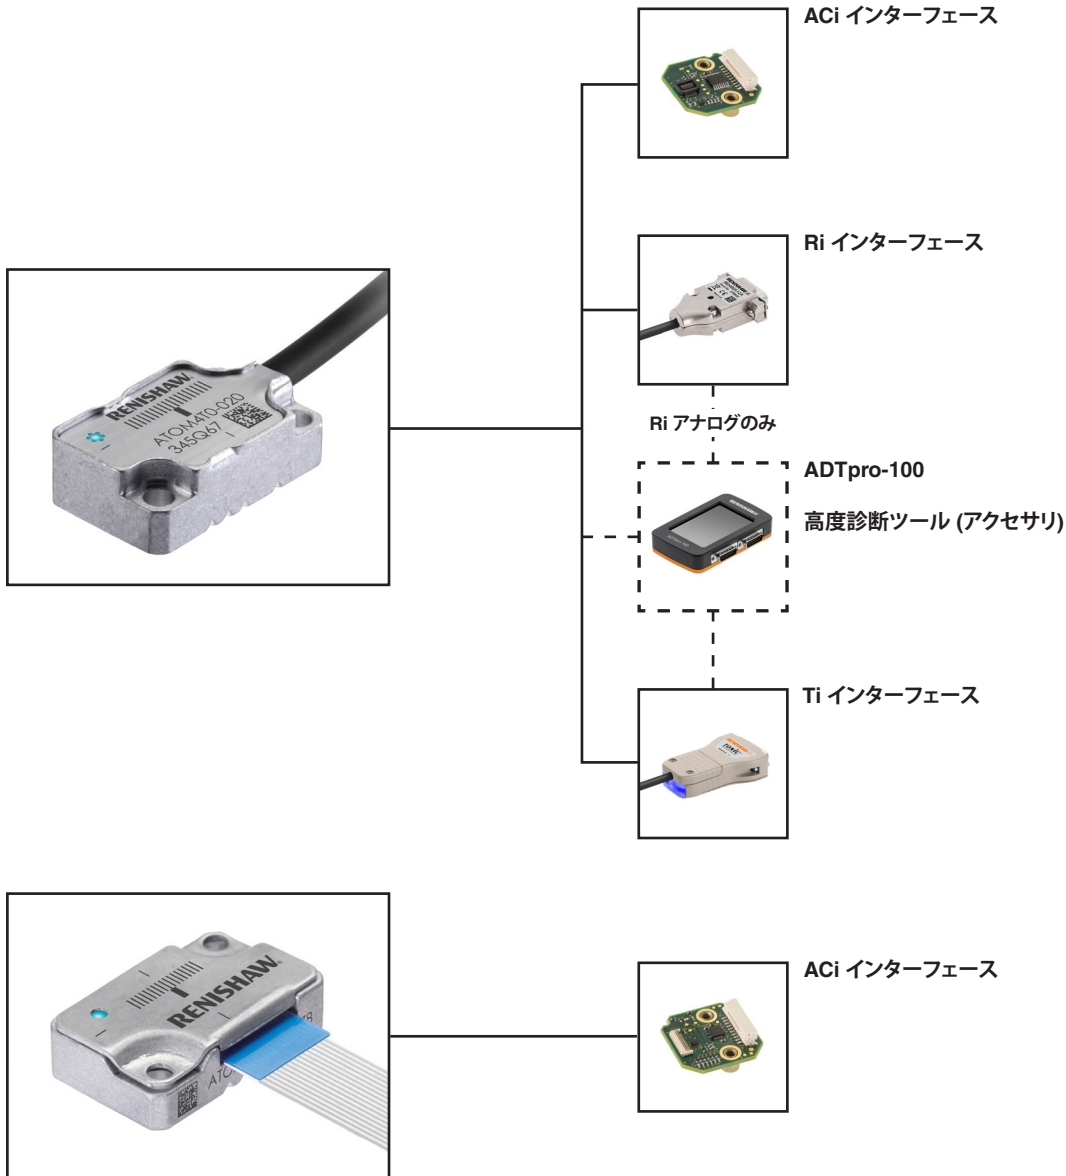 ACi インターフェース
Ri インターフェース
RENISHAW
ATOM4T0-020
345Q67
Ri アナログのみ
ADTpro-100
高度診断ツール (アクセサリ)
RENISHAW
Ti インターフェース
TONiC
RENISHAW
ACi インターフェース